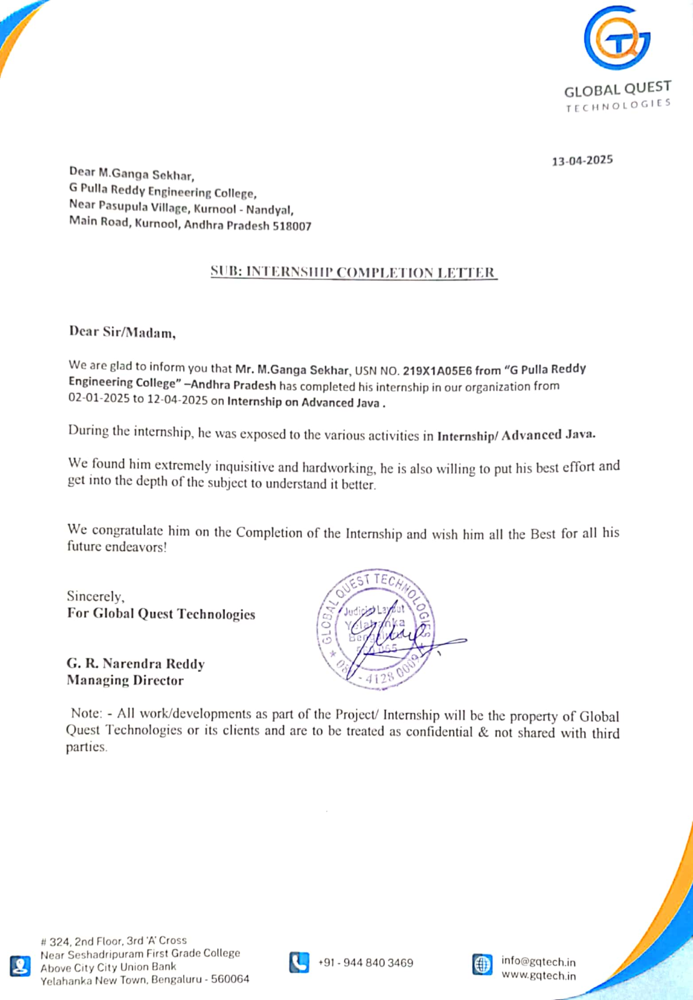 GLOBAL QUEST
TECHNOLOGIES
13-04-2025
Dear M.Ganga Sekhar,
G Pulla Reddy Engineering College,
Near Pasupula Village, Kurnool - Nandyal,
Main Road, Kurnool, Andhra Pradesh 518007
SUB: INTERNSHIP COMPLETION LETTER
Dear Sir/Madam,
We are glad to inform you that Mr. M.Ganga Sekhar, USN NO. 219X1A05E6 from “G Pulla Reddy
Engineering College” –Andhra Pradesh has completed his internship in our organization from
02-01-2025 to 12-04-2025 on Internship on Advanced Java .
During the internship, he was exposed to the various activities in Internship/ Advanced Java.
We found him extremely inquisitive and hardworking, he is also willing to put his best effort and
get into the depth of the subject to understand it better.
We congratulate him on the Completion of the Internship and wish him all the Best for all his
future endeavors!
Sincerely,
For Global Quest Technologies
GLOBAL QUEST TECHNOLOGIES
Judicial Layout
Yelahanka
Bengaluru
4128 0009
G. R. Narendra Reddy
Managing Director
Note: - All work/developments as part of the Project/ Internship will be the property of Global
Quest Technologies or its clients and are to be treated as confidential & not shared with third
parties.
# 324, 2nd Floor, 3rd ‘A’ Cross
Near Seshadripuram First Grade College
Above City City Union Bank
Yelahanka New Town, Bengaluru - 560064
+91 - 944 840 3469
info@gqtech.in
www.gqtech.in